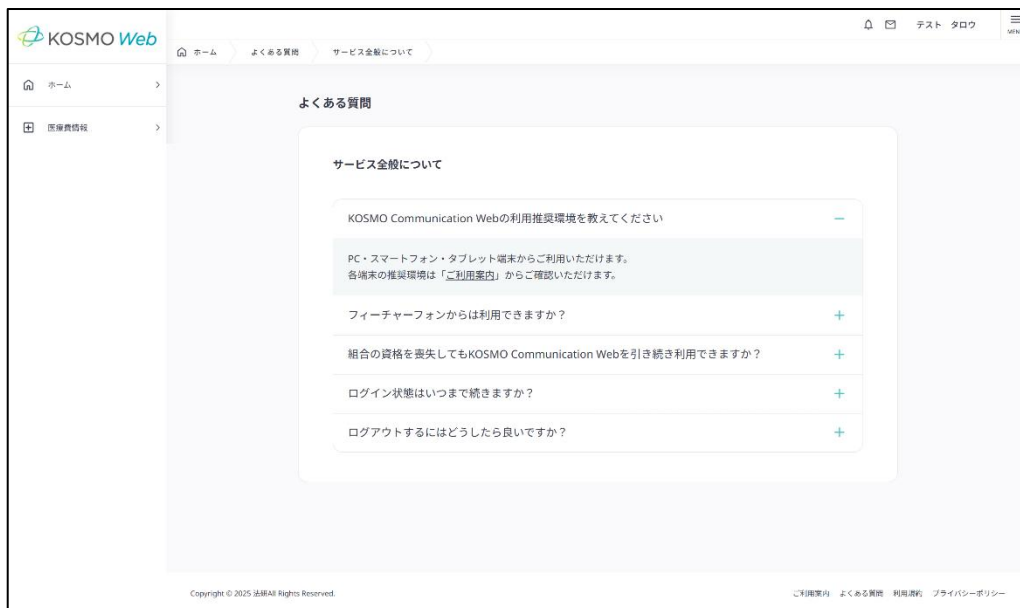 KOSMO Web
テスト タロウ
MEN
ホーム
よくある質問
サービス全般について
ホーム
医療費情報
よくある質問
サービス全般について
KOSMO Communication Webの利用推奨環境を教えてください
PC・スマートフォン・タブレット端末からご利用いただけます。
各端末の推奨環境は「ご利用案内」からご確認いただけます。
フィーチャーフォンからは利用できますか？
組合の資格を喪失してもKOSMO Communication Webを引き続き利用できますか？
ログイン状態はいつまで続きますか？
ログアウトするにはどうしたら良いですか？
Copyright © 2025 法研All Rights Reserved.
ご利用案内 よくある質問 利用規約 プライバシーポリシー